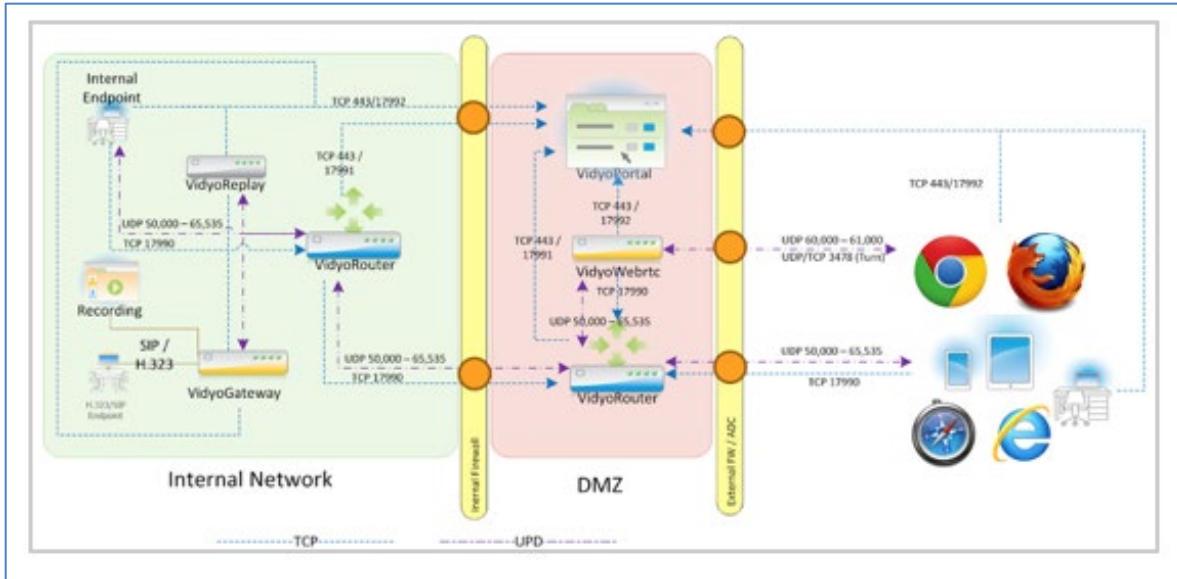 Internal
Endpoint
TCP 443/17992
VidyoReplay
TCP 443 /
17991
UDP 50,000 – 65,535
TCP 17990
VidyoRouter
Recording
SIP /
H.323
VidyoGateway
H.323/SIP
Endpoint
UDP 50,000 – 65,535
TCP 17990
Internal Network
Inernal Firewall
VidyoPortal
TCP 443 /
17992
TCP 443 /
17991
VidyoWebrtc
TCP 17990
UDP 50,000 – 65,535
VidyoRouter
DMZ
External FW / ADC
TCP 443/17992
UDP 60,000 – 61,000
UDP/TCP 3478 (Turn)
UDP 50,000 – 65,535
TCP 17990
TCP
UPD